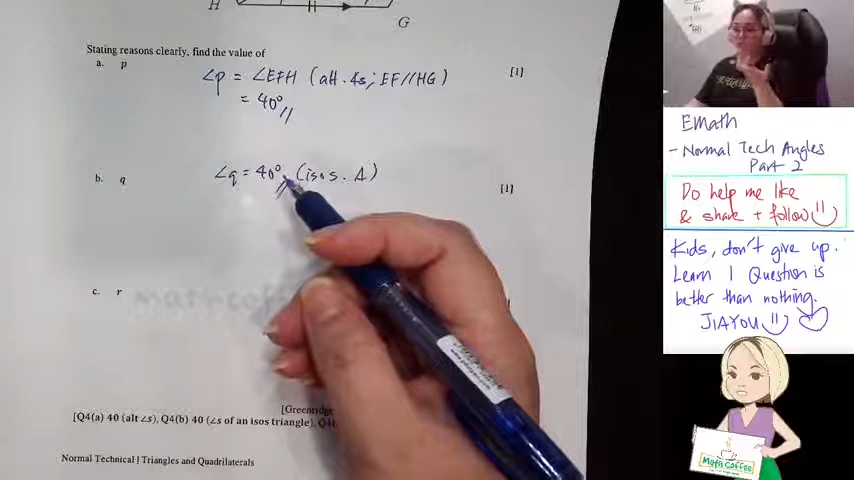 H
G
Stating reasons clearly, find the value of
a. p
∠p = ∠EFH (alt. ∠s; EF//HG)
[1]
= 40°//
b. q
∠q = 40°// (isos. Δ)
[1]
c. r
math coffee
[Greenridge
[Q4(a) 40 (alt ∠s), Q4(b) 40 (∠s of an isos triangle), Q4(
Normal Technical | Triangles and Quadrilaterals
EMath
- Normal Tech Angles
Part 2
Do help me like
& share + follow
Kids, don't give up.
Learn 1 Question is
better than nothing.
JIAYOU
Math Coffee